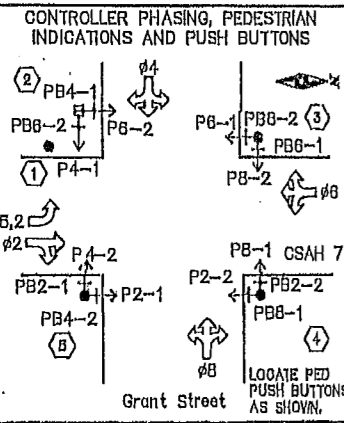 CONTROLLER PHASING, PEDESTRIAN
INDICATIONS AND PUSH BUTTONS
2
PB4-1
ø4
PB6-2
P6-2
P4-1
1
P6-1
PB8-2
3
PB6-1
P8-2
ø6
5,2
ø2
P4-2
PB2-1
P2-1
PB4-2
5
P8-1
CSAH 7
P2-2
PB2-2
PB8-1
ø8
4
Grant Street
LOCATE PED
PUSH BUTTONS
AS SHOWN.